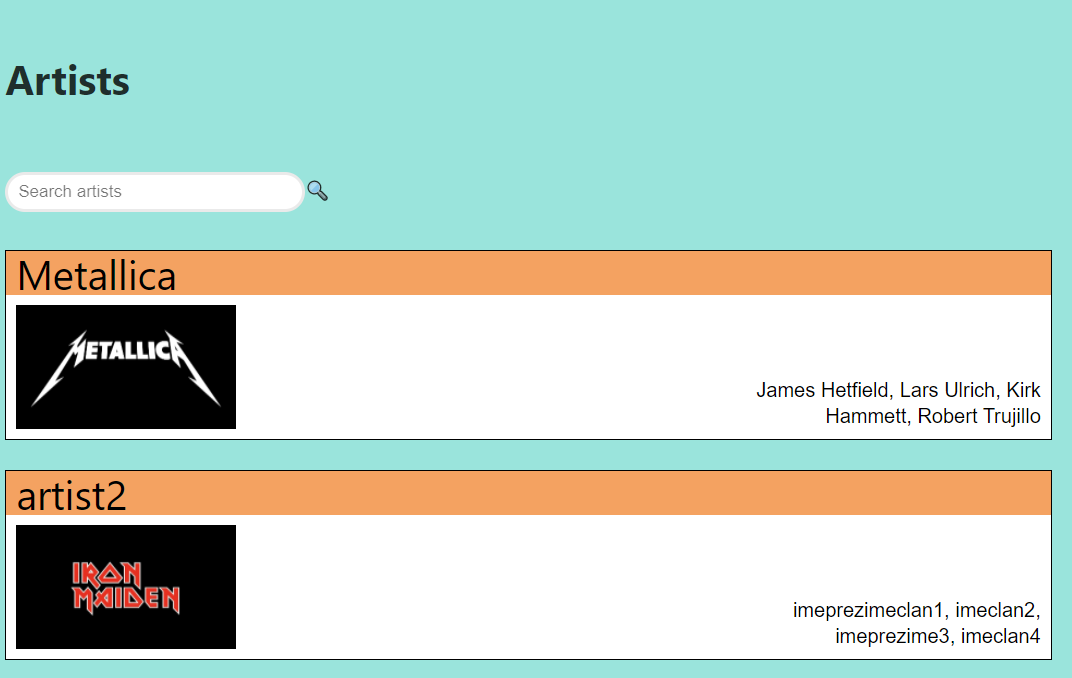 Artists
Search artists
Metallica
METALLICA
James Hetfield, Lars Ulrich, Kirk
Hammett, Robert Trujillo
artist2
IRON
MAIDEN
imeprezimeclan1, imeclan2,
imeprezime3, imeclan4